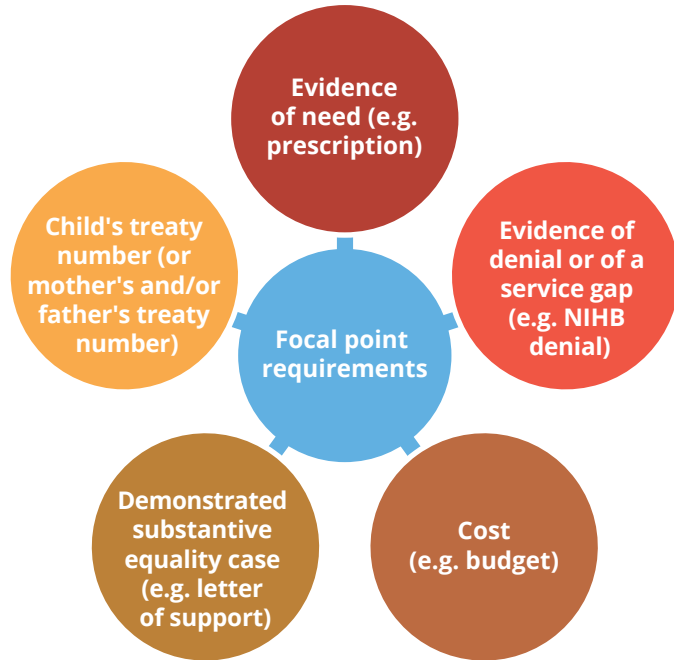 Evidence
of need (e.g.
prescription)
Child's treaty
number (or
mother's and/or
father's treaty
number)
Evidence of
denial or of a
service gap
(e.g. NIHB
denial)
Focal point
requirements
Demonstrated
substantive
equality case
(e.g. letter
of support)
Cost
(e.g. budget)